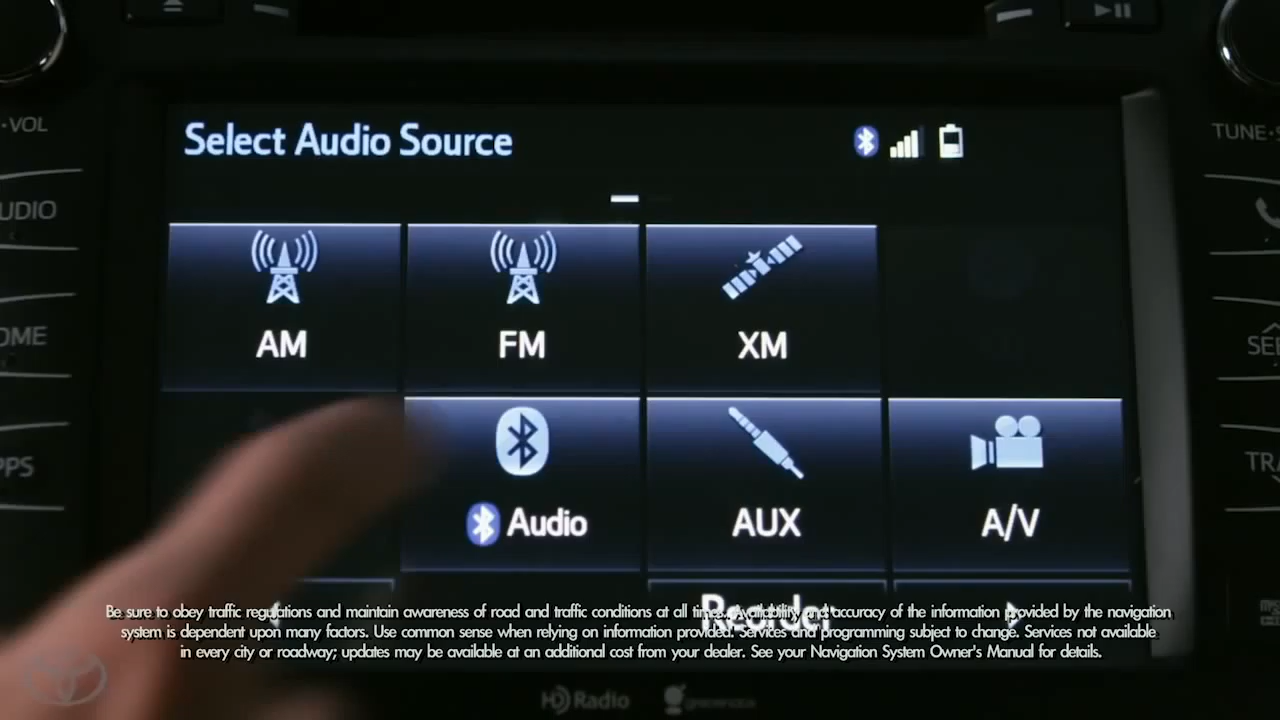 ·VOL
TUNE·S
Select Audio Source
UDIO
AM
FM
XM
OME
SEE
Audio
AUX
A/V
PPS
TRA
Reorder
Be sure to obey traffic regulations and maintain awareness of road and traffic conditions at all times. Availability and accuracy of the information provided by the navigation
system is dependent upon many factors. Use common sense when relying on information provided. Services and programming subject to change. Services not available
in every city or roadway; updates may be available at an additional cost from your dealer. See your Navigation System Owner's Manual for details.
HD Radio
gracenote